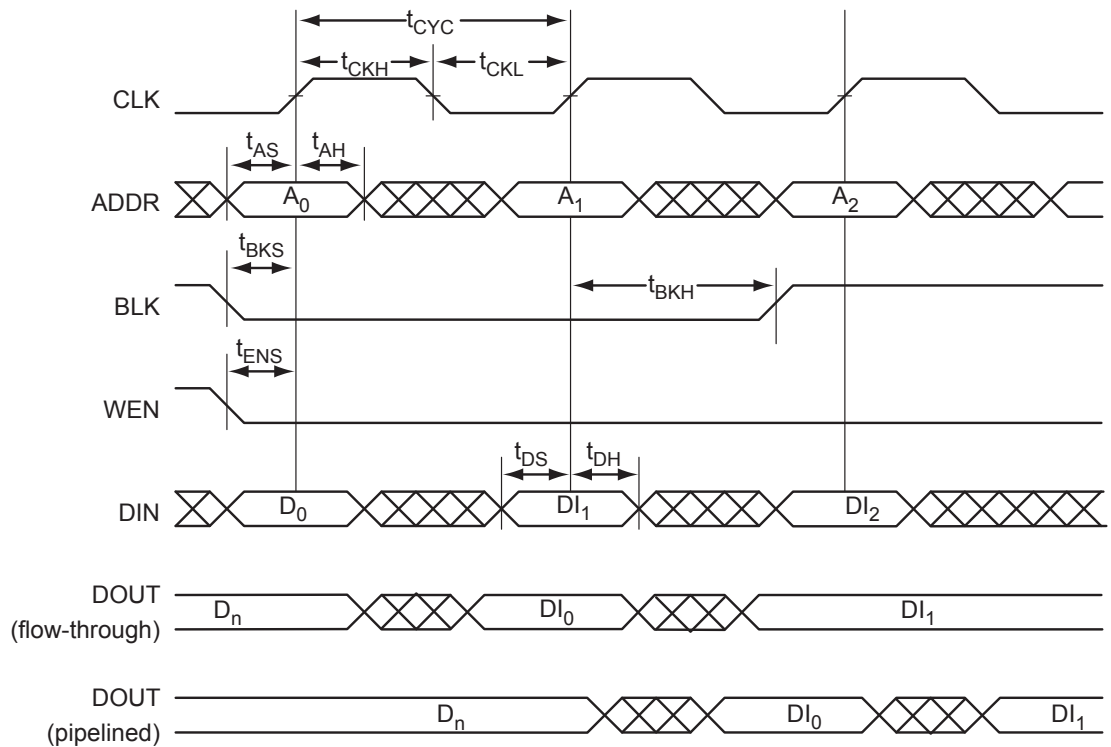 tCYC
tCKH tCKL
CLK
tAS tAH
ADDR A0 A1 A2
tBKS
BLK tBKH
tENS
WEN
tDS tDH
DIN D0 DI1 DI2
DOUT
(flow-through)
Dn DI0 DI1
DOUT
(pipelined)
Dn DI0 DI1